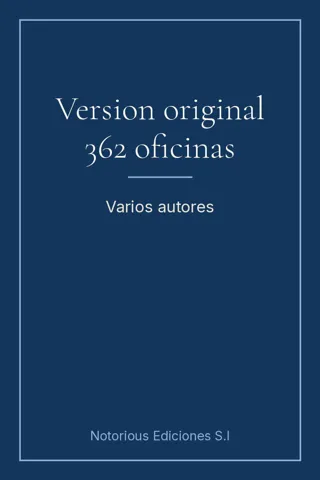 Version original
362 oficinas
Varios autores
Notorious Ediciones S.l